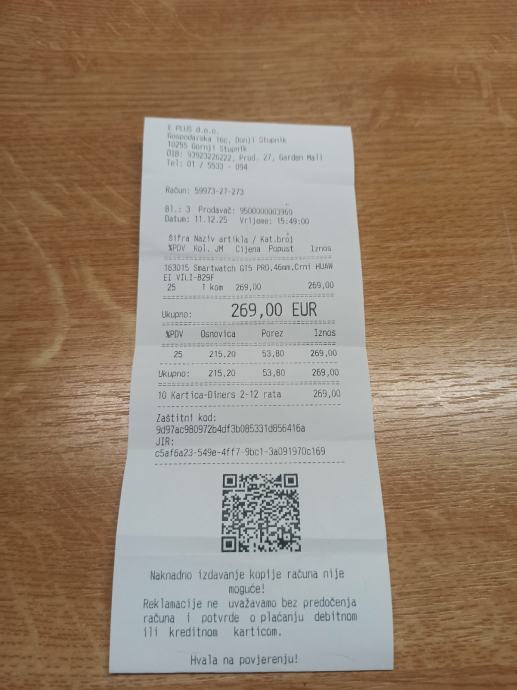 E PLUS d.o.o.
Gospodarska 16c, Donji Stupnik
10255 Gornji Stupnik
OIB: 93923226222, Prod. 27, Garden Mall
Tel: 01 / 5533 - 094
Račun: 59973-27-273
Bl.: 3 Prodavač: 9500000003960
Datum: 11.12.25 Vrijeme: 15:49:00
Šifra Naziv artikla / Kat.broj
%PDV Kol. JM Cijena Popust Iznos
163015 Smartwatch GT5 PRO,46mm,Crni HUAW
EI VILI-B29F
25 1 kom 269,00 269,00
Ukupno: 269,00 EUR
%PDV Osnovica Porez Iznos
25 215,20 53,80 269,00
Ukupno: 215,20 53,80 269,00
10 Kartica-Diners 2-12 rata 269,00
Zaštitni kod:
9d97ac980972b4df3b085331d856416a
JIR:
c5af6a23-549e-4ff7-9bc1-3a091970c169
Naknadno izdavanje kopije računa nije
moguće!
Reklamacije ne uvažavamo bez predočenja
računa i potvrde o plaćanju debitnom
ili kreditnom karticom.
Hvala na povjerenju!